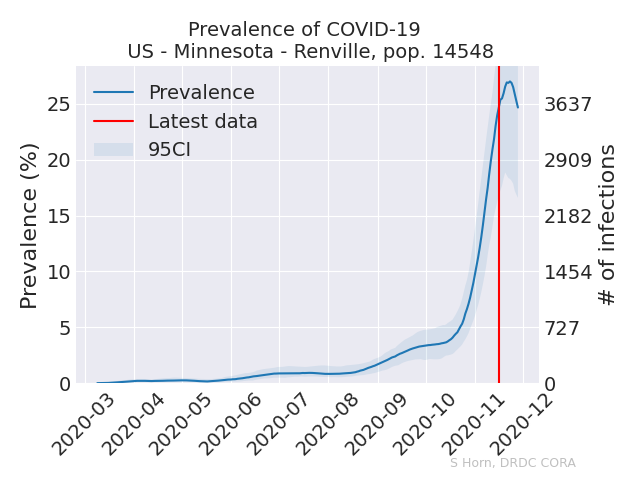 Prevalence of COVID-19
US - Minnesota - Renville, pop. 14548
Prevalence
Latest data
95CI
Prevalence (%)
25
20
15
10
5
0
3637
2909
2182
1454
727
0
# of infections
2020-03
2020-04
2020-05
2020-06
2020-07
2020-08
2020-09
2020-10
2020-11
2020-12
S Horn, DRDC CORA